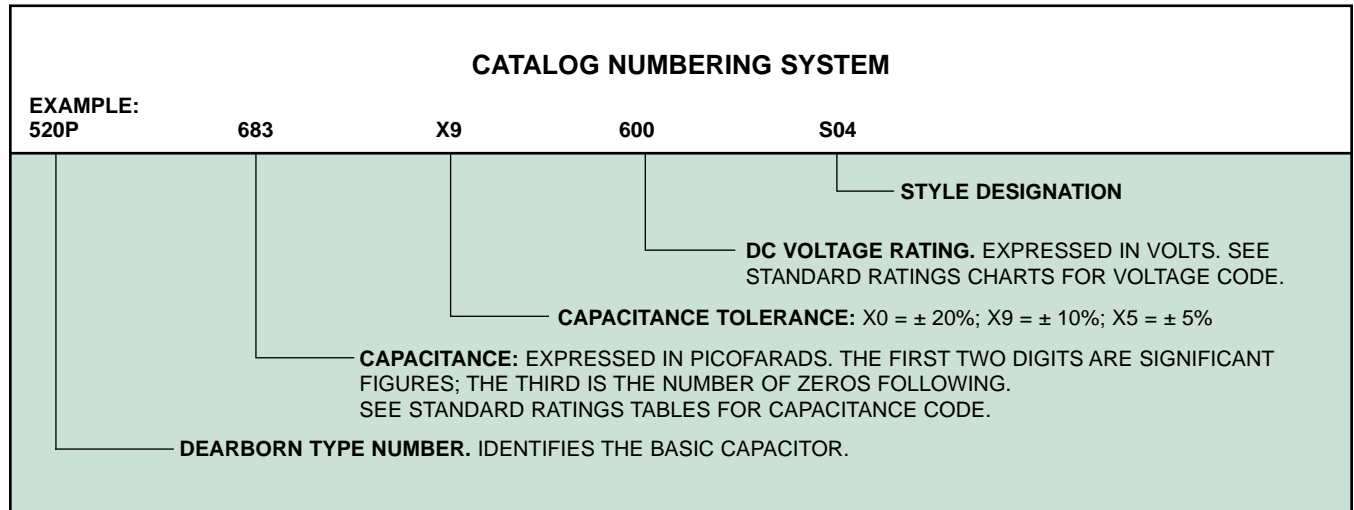 CATALOG NUMBERING SYSTEM
EXAMPLE:
520P 683 X9 600 S04
STYLE DESIGNATION
DC VOLTAGE RATING. EXPRESSED IN VOLTS. SEE
STANDARD RATINGS CHARTS FOR VOLTAGE CODE.
CAPACITANCE TOLERANCE: X0 = ± 20%; X9 = ± 10%; X5 = ± 5%
CAPACITANCE: EXPRESSED IN PICOFARADS. THE FIRST TWO DIGITS ARE SIGNIFICANT
FIGURES; THE THIRD IS THE NUMBER OF ZEROS FOLLOWING.
SEE STANDARD RATINGS TABLES FOR CAPACITANCE CODE.
DEARBORN TYPE NUMBER. IDENTIFIES THE BASIC CAPACITOR.